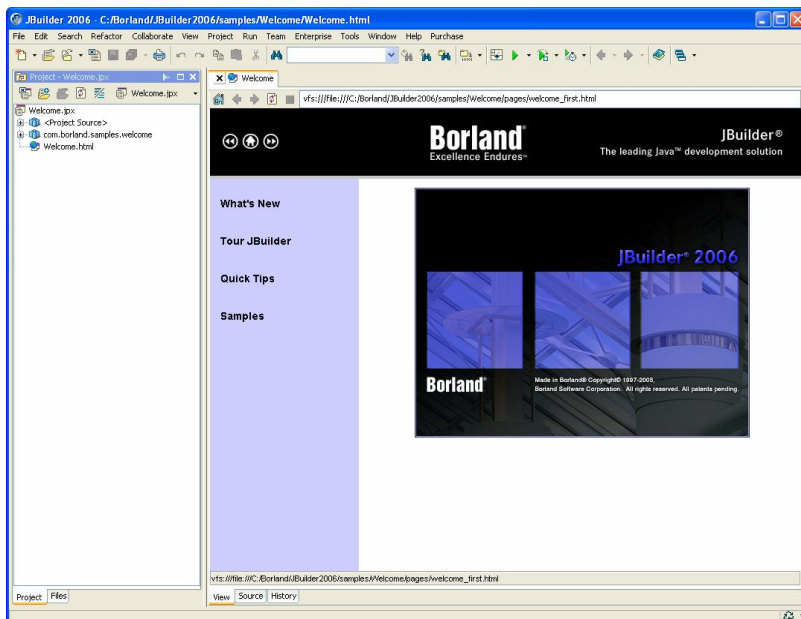 JBuilder 2006 - C:/Borland/JBuilder2006/samples/Welcome/Welcome.html
File Edit Search Refactor Collaborate View Project Run Team Enterprise Tools Window Help Purchase
Project - Welcome.jpx
Welcome.jpx
Welcome.jpx
<Project Source>
com.borland.samples.welcome
Welcome.html
Project Files
Welcome
vfs:///file:///C:/Borland/JBuilder2006/samples/Welcome/pages/welcome_first.html
Borland®
Excellence Endures™
JBuilder®
The leading Java™ development solution
What's New
Tour JBuilder
Quick Tips
Samples
JBuilder® 2006
Borland®
Made in Borland® Copyright© 1997-2005,
Borland Software Corporation. All rights reserved. All patents pending.
vfs:///file:///C:/Borland/JBuilder2006/samples/Welcome/pages/welcome_first.html
View Source History